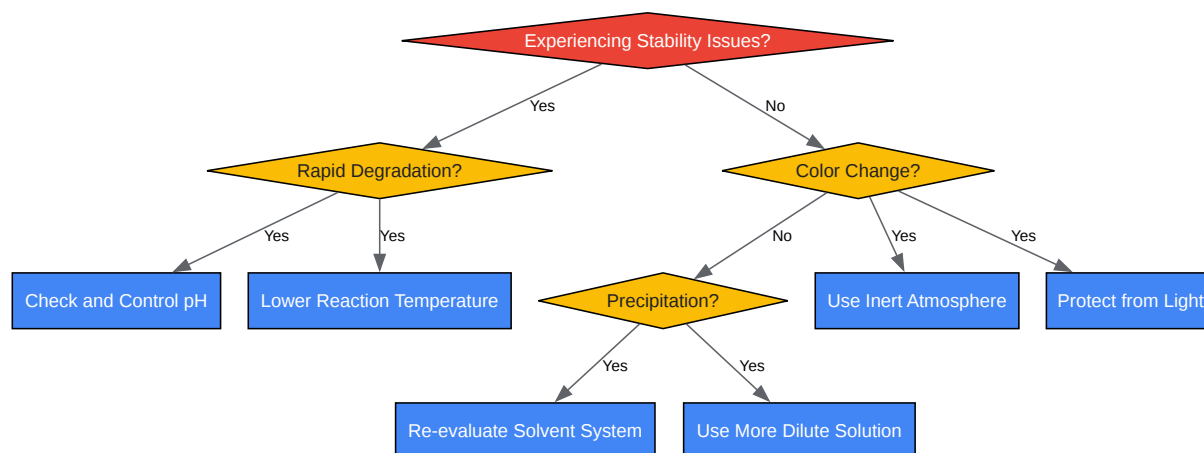 Experiencing Stability Issues?
Yes
No
Rapid Degradation?
Color Change?
Yes
Yes
No
Yes
Yes
Check and Control pH
Lower Reaction Temperature
Precipitation?
Use Inert Atmosphere
Protect from Light
Yes
Yes
Re-evaluate Solvent System
Use More Dilute Solution